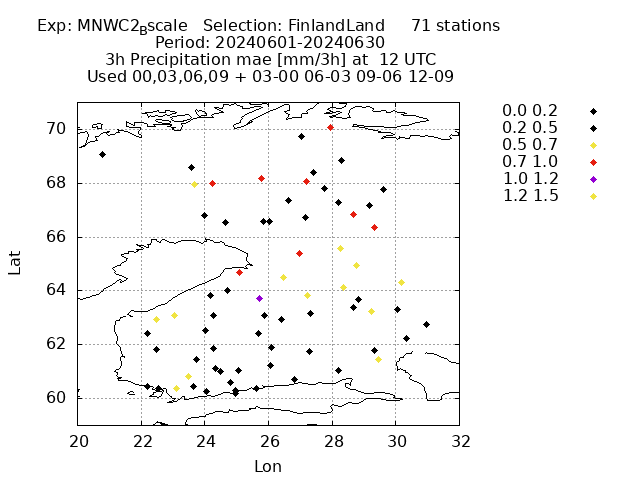 Exp: MNWC2Bscale Selection: FinlandLand 71 stations
Period: 20240601-20240630
3h Precipitation mae [mm/3h] at 12 UTC
Used 00,03,06,09 + 03-00 06-03 09-06 12-09
0.0 0.2
0.2 0.5
0.5 0.7
0.7 1.0
1.0 1.2
1.2 1.5
70
68
66
64
62
60
Lat
20 22 24 26 28 30 32
Lon